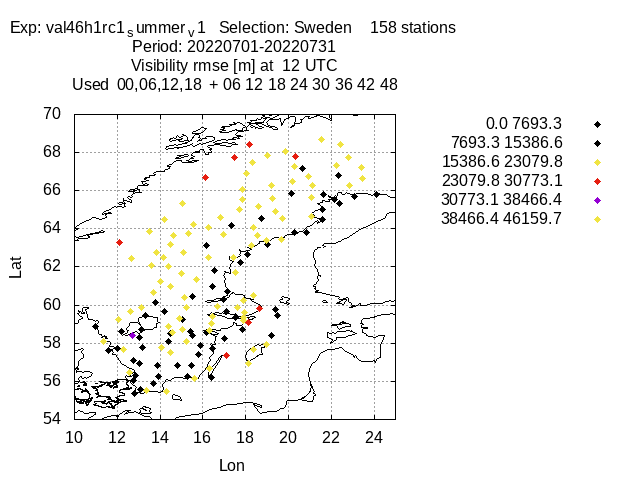 Exp: val46h1rc1summerv1 Selection: Sweden 158 stations
Period: 20220701-20220731
Visibility rmse [m] at 12 UTC
Used 00,06,12,18 + 06 12 18 24 30 36 42 48
70
68
66
64
62
60
58
56
54
Lat
10 12 14 16 18 20 22 24
Lon
0.0 7693.3
7693.3 15386.6
15386.6 23079.8
23079.8 30773.1
30773.1 38466.4
38466.4 46159.7